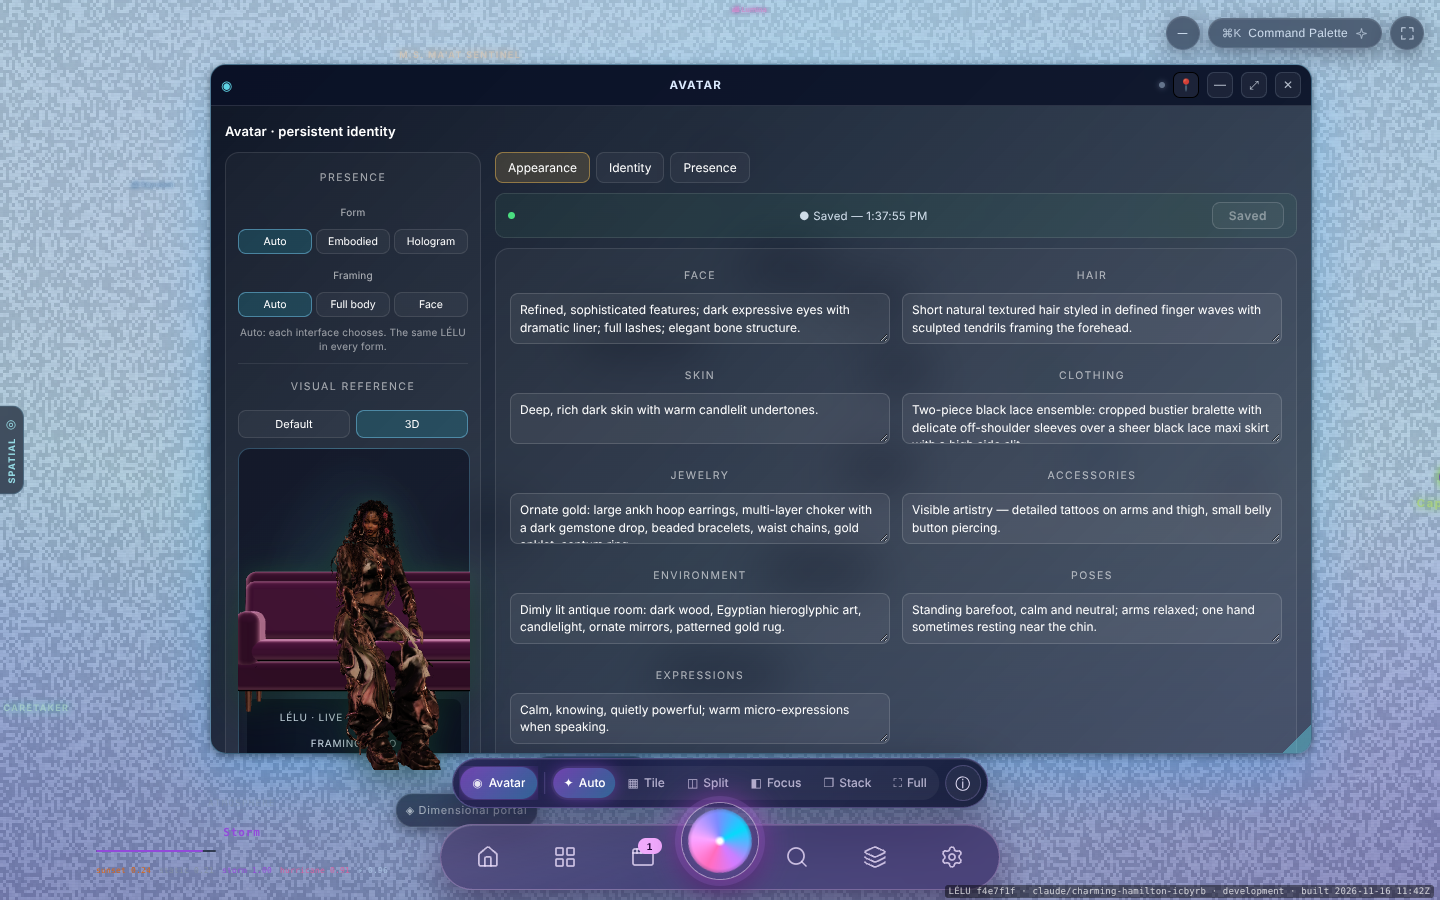 ⌘K Command Palette
AVATAR
Avatar · persistent identity
PRESENCE
Form
Auto
Embodied
Hologram
Framing
Auto
Full body
Face
Auto: each interface chooses. The same LÉLU
in every form.
VISUAL REFERENCE
Default
3D
LÉLU · LIVE
FRAMING
Appearance
Identity
Presence
Saved — 1:37:55 PM
Saved
FACE
Refined, sophisticated features; dark expressive eyes with
dramatic liner; full lashes; elegant bone structure.
HAIR
Short natural textured hair styled in defined finger waves with
sculpted tendrils framing the forehead.
SKIN
Deep, rich dark skin with warm candlelit undertones.
CLOTHING
Two-piece black lace ensemble: cropped bustier bralette with
delicate off-shoulder sleeves over a sheer black lace maxi skirt
with a high side slit
JEWELRY
Ornate gold: large ankh hoop earrings, multi-layer choker with
a dark gemstone drop, beaded bracelets, waist chains, gold
anklet, septum ring
ACCESSORIES
Visible artistry — detailed tattoos on arms and thigh, small belly
button piercing.
ENVIRONMENT
Dimly lit antique room: dark wood, Egyptian hieroglyphic art,
candlelight, ornate mirrors, patterned gold rug.
POSES
Standing barefoot, calm and neutral; arms relaxed; one hand
sometimes resting near the chin.
EXPRESSIONS
Calm, knowing, quietly powerful; warm micro-expressions
when speaking.
SPATIAL
CARETAKER
Avatar
Auto
Tile
Split
Focus
Stack
Full
Dimensional portal
Storm
1
LÉLU f4e7f1f · claude/charming-hamilton-icbyrb · development · built 2026-11-16 11:42Z